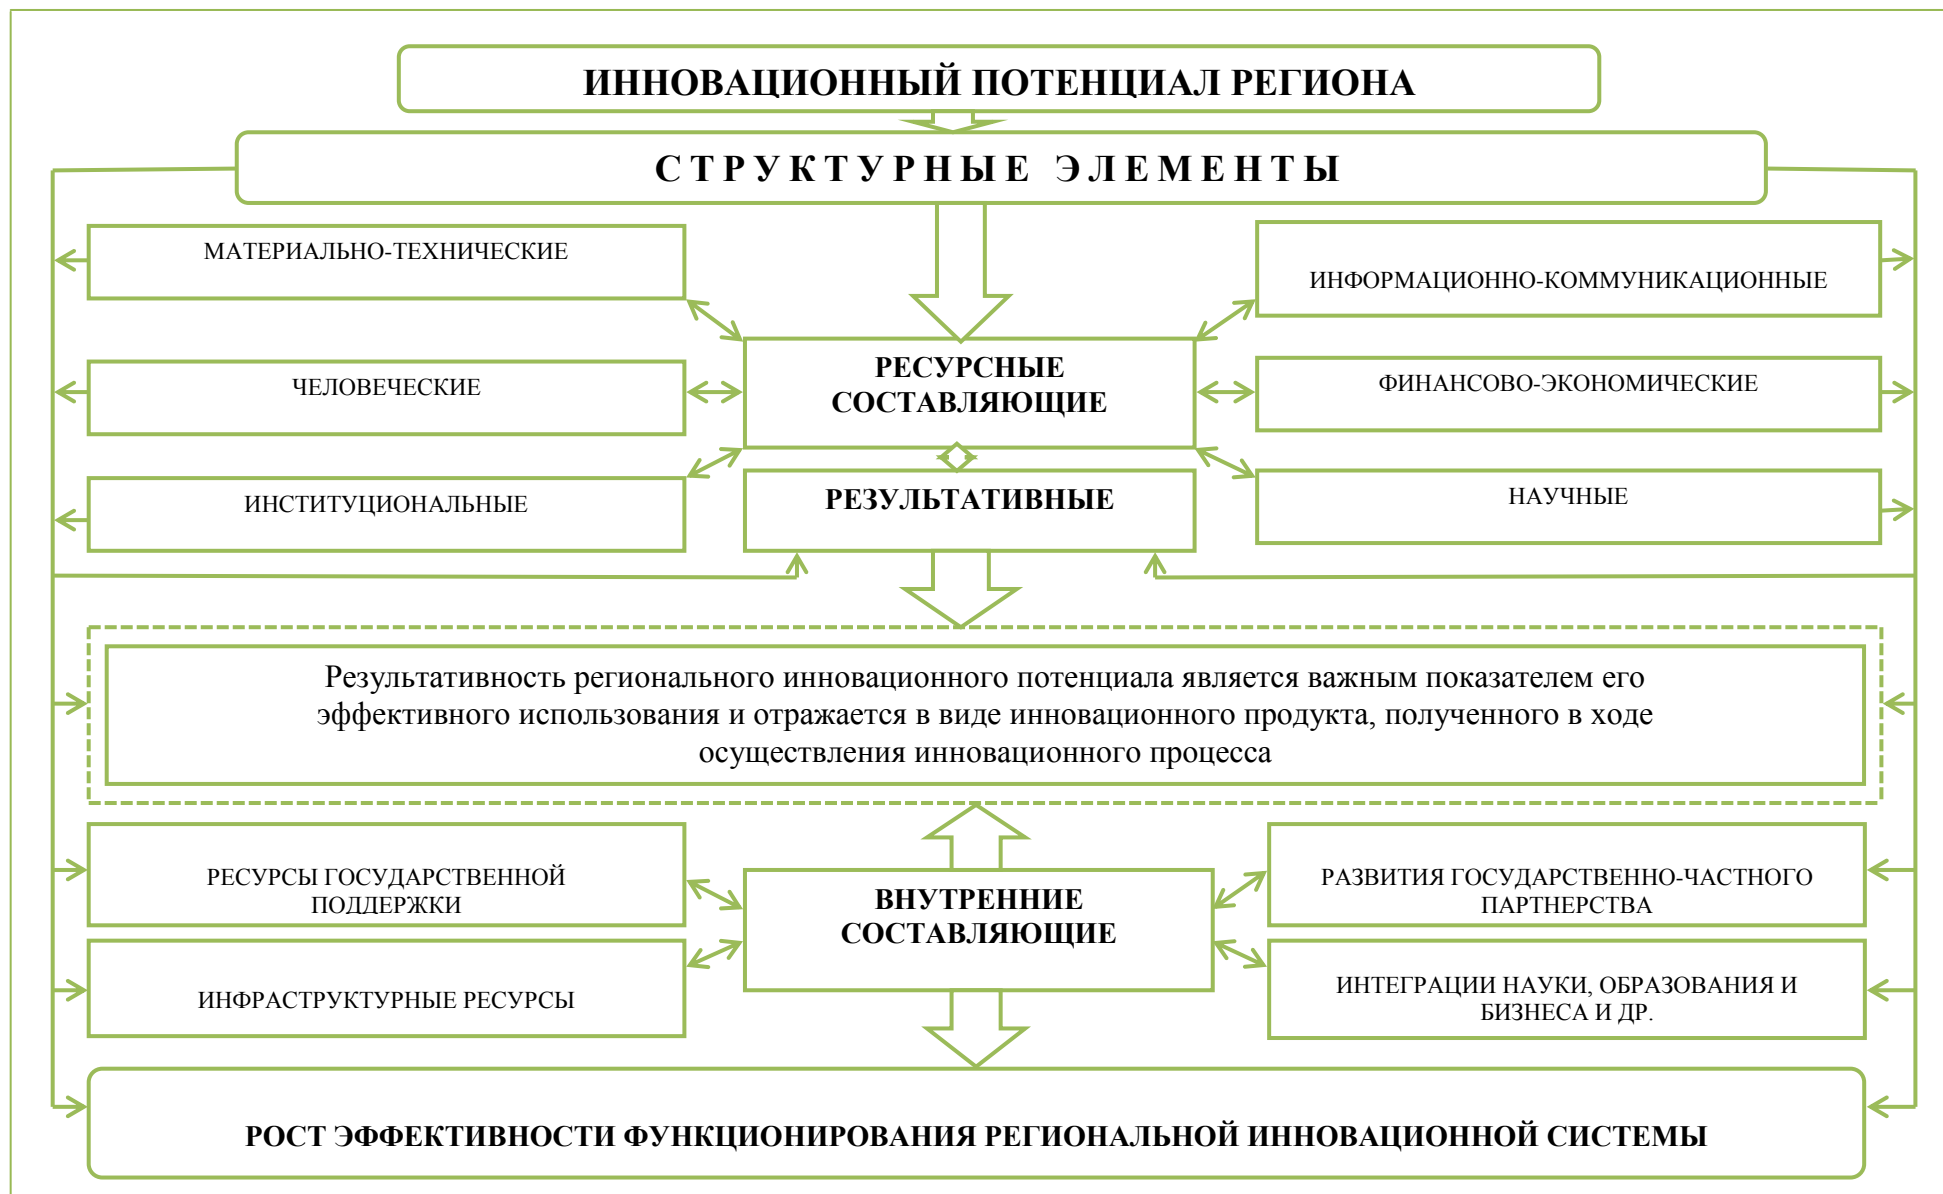 ИННОВАЦИОННЫЙ ПОТЕНЦИАЛ РЕГИОНА
СТРУКТУРНЫЕ ЭЛЕМЕНТЫ
МАТЕРИАЛЬНО-ТЕХНИЧЕСКИЕ
ИНФОРМАЦИОННО-КОММУНИКАЦИОННЫЕ
РЕСУРСНЫЕ
СОСТАВЛЯЮЩИЕ
ЧЕЛОВЕЧЕСКИЕ
ФИНАНСОВО-ЭКОНОМИЧЕСКИЕ
ИНСТИТУЦИОНАЛЬНЫЕ
РЕЗУЛЬТАТИВНЫЕ
НАУЧНЫЕ
Результативность регионального инновационного потенциала является важным показателем его
эффективного использования и отражается в виде инновационного продукта, полученного в ходе
осуществления инновационного процесса
РЕСУРСЫ ГОСУДАРСТВЕННОЙ
ПОДДЕРЖКИ
ВНУТРЕННИЕ
СОСТАВЛЯЮЩИЕ
РАЗВИТИЯ ГОСУДАРСТВЕННО-ЧАСТНОГО
ПАРТНЕРСТВА
ИНФРАСТРУКТУРНЫЕ РЕСУРСЫ
ИНТЕГРАЦИИ НАУКИ, ОБРАЗОВАНИЯ И
БИЗНЕСА И ДР.
РОСТ ЭФФЕКТИВНОСТИ ФУНКЦИОНИРОВАНИЯ РЕГИОНАЛЬНОЙ ИННОВАЦИОННОЙ СИСТЕМЫ